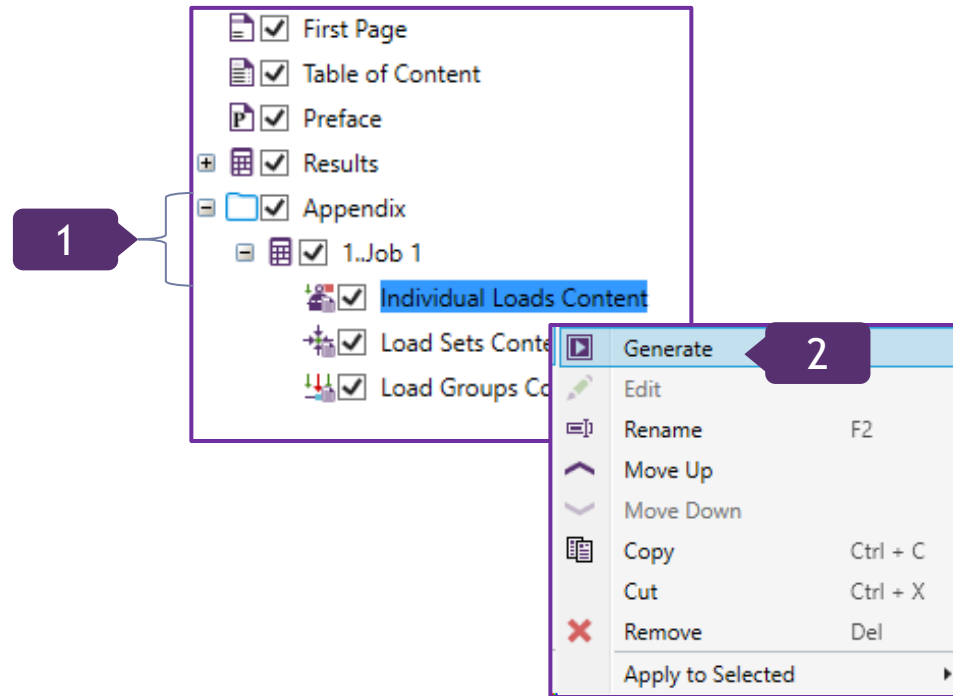 First Page
Table of Content
P Preface
Results
1
Appendix
1..Job 1
Individual Loads Content
Load Sets Conte
Load Groups Co
Generate
2
Edit
Rename F2
Move Up
Move Down
Copy Ctrl + C
Cut Ctrl + X
Remove Del
Apply to Selected